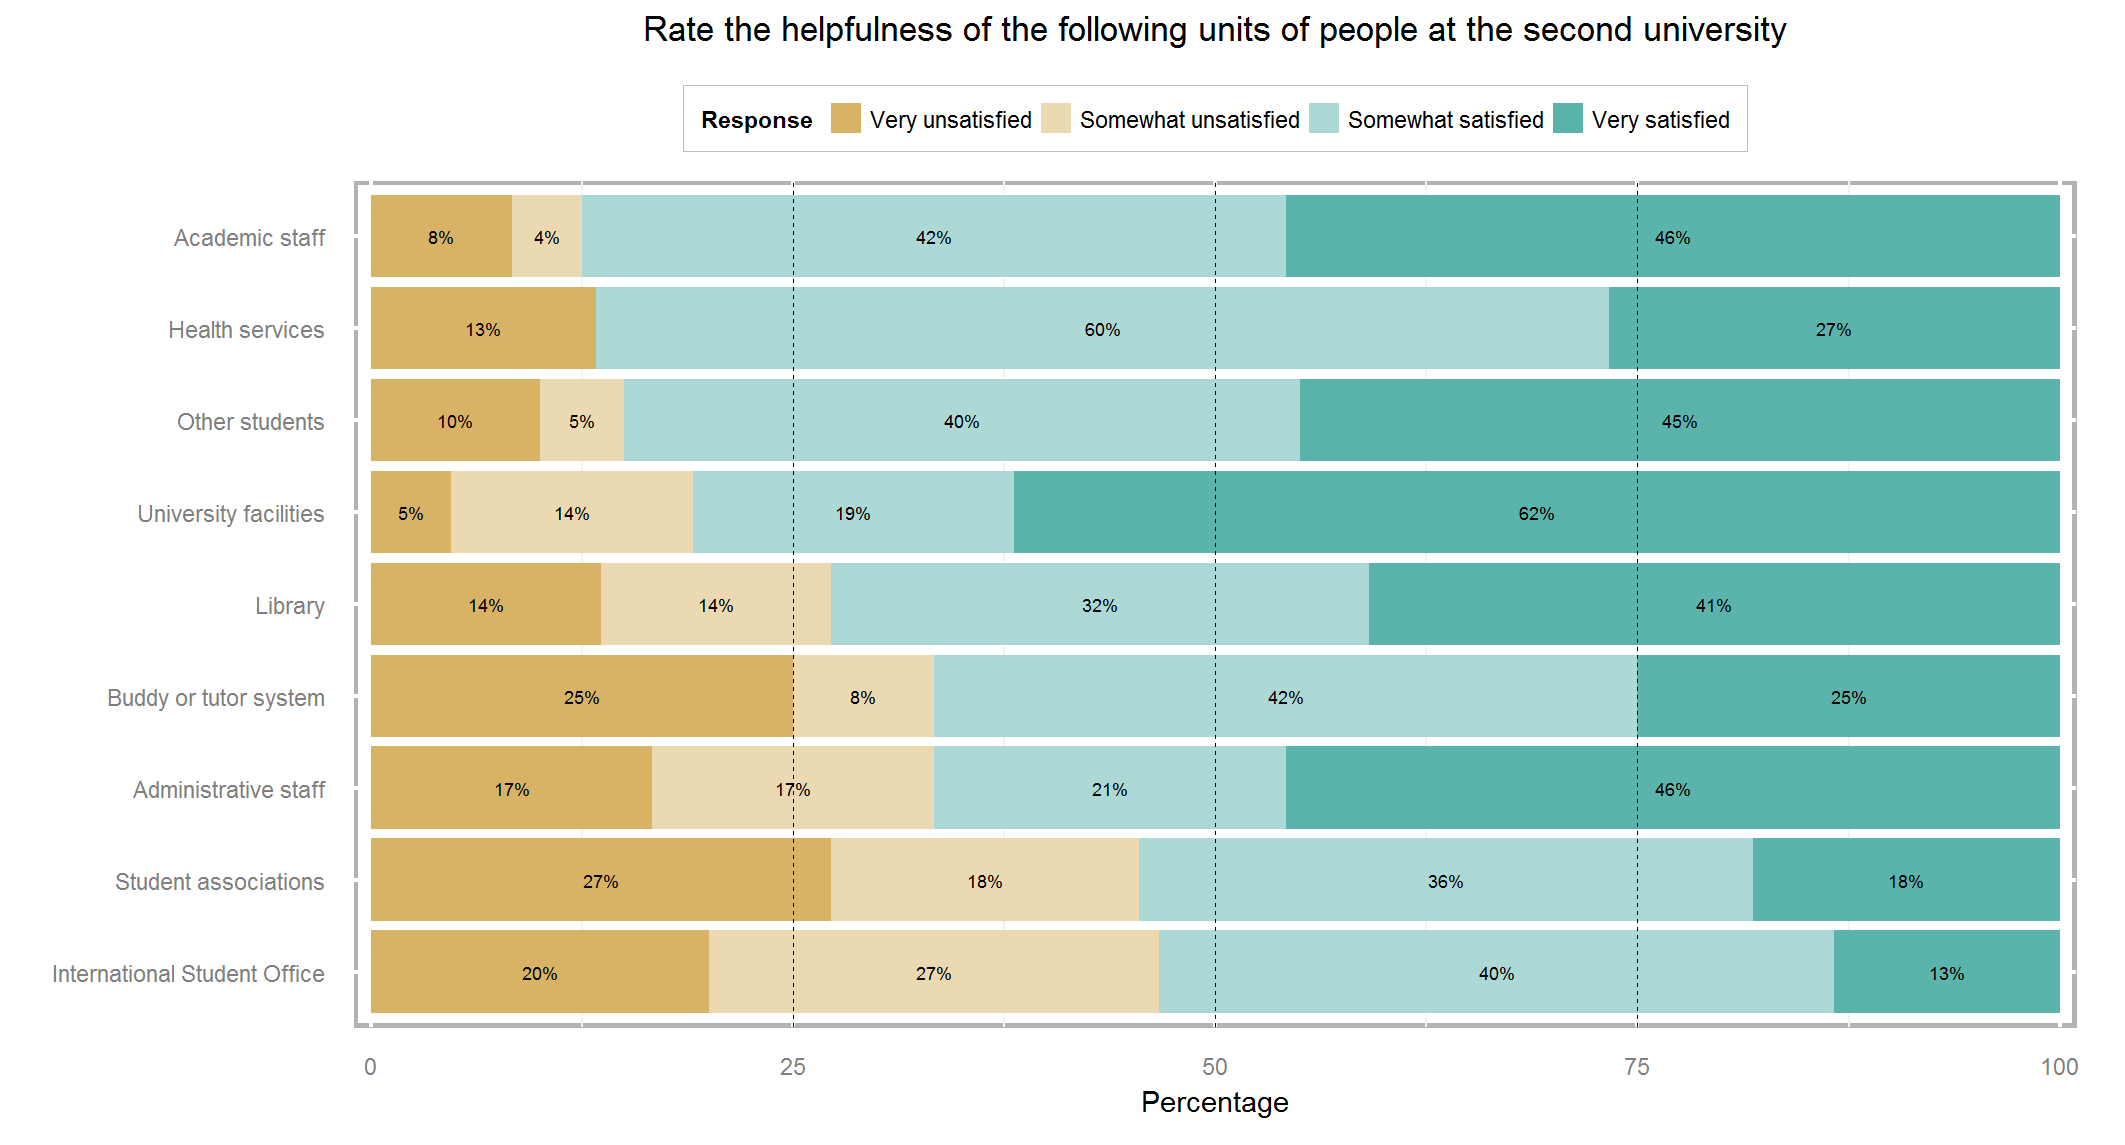 Rate the helpfulness of the following units of people at the second university
Response Very unsatisfied Somewhat unsatisfied Somewhat satisfied Very satisfied
Academic staff 8% 4% 42% 46%
Health services 13% 60% 27%
Other students 10% 5% 40% 45%
University facilities 5% 14% 19% 62%
Library 14% 14% 32% 41%
Buddy or tutor system 25% 8% 42% 25%
Administrative staff 17% 17% 21% 46%
Student associations 27% 18% 36% 18%
International Student Office 20% 27% 40% 13%
0 25 50 75 100
Percentage